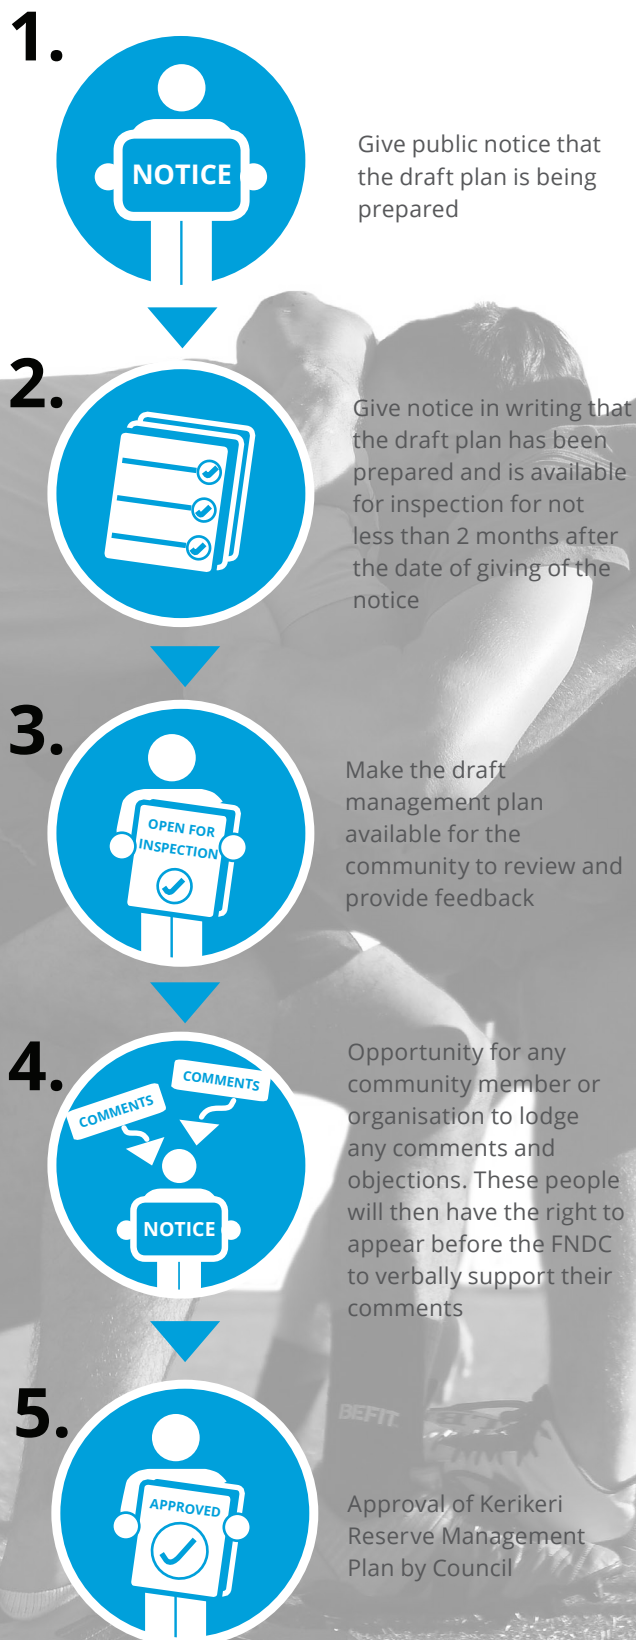 1.
NOTICE
Give public notice that
the draft plan is being
prepared
2.
Give notice in writing that
the draft plan has been
prepared and is available
for inspection for not
less than 2 months after
the date of giving of the
notice
3.
OPEN FOR
INSPECTION
Make the draft
management plan
available for the
community to review and
provide feedback
4.
COMMENTS
COMMENTS
NOTICE
Opportunity for any
community member or
organisation to lodge
any comments and
objections. These people
will then have the right to
appear before the FNDC
to verbally support their
comments
BEFIT
5.
APPROVED
Approval of Kerikeri
Reserve Management
Plan by Council